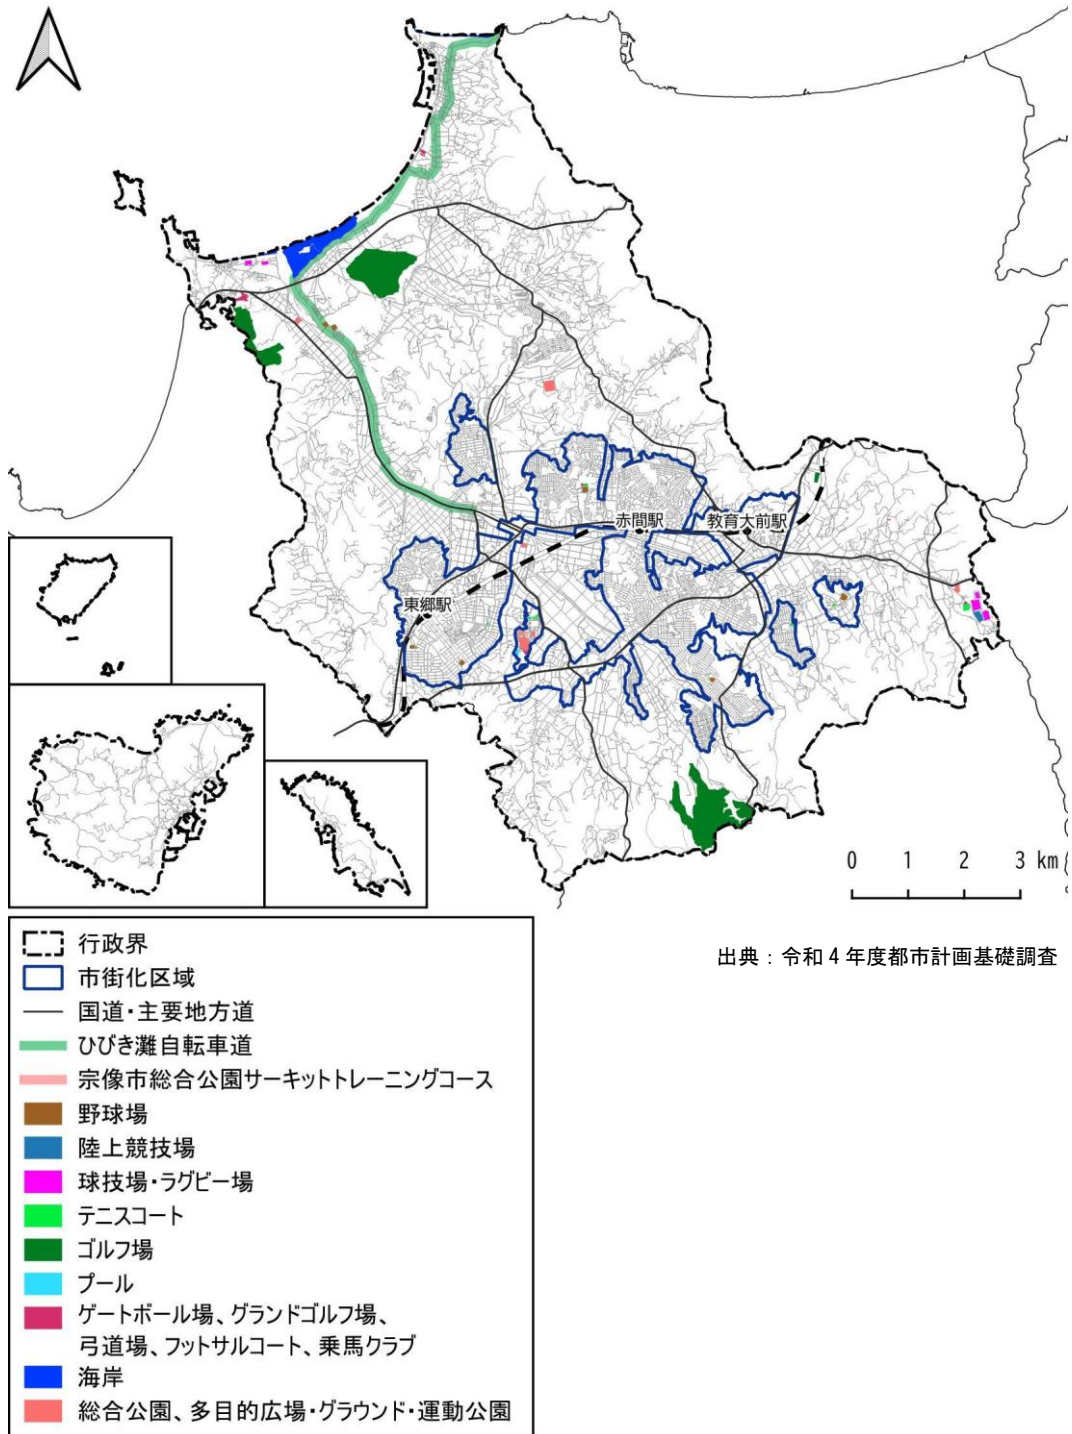 赤間駅
教育大前駅
東郷駅
0 1 2 3 km
出典：令和4年度都市計画基礎調査
行政界
市街化区域
国道・主要地方道
ひびき灘自転車道
宗像市総合公園サーキットトレーニングコース
野球場
陸上競技場
球技場・ラグビー場
テニスコート
ゴルフ場
プール
ゲートボール場、グランドゴルフ場、
弓道場、フットサルコート、乗馬クラブ
海岸
総合公園、多目的広場・グラウンド・運動公園